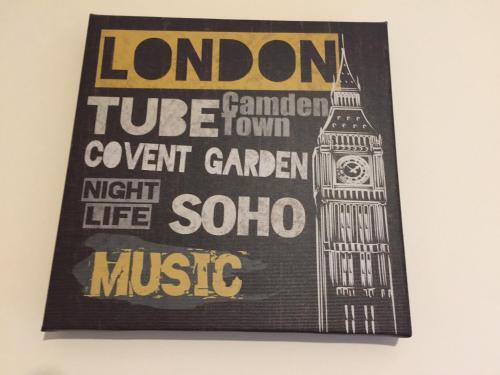 LONDON
TUBE
Camden
Town
COVENT GARDEN
NIGHT
LIFE
SOHO
MUSIC